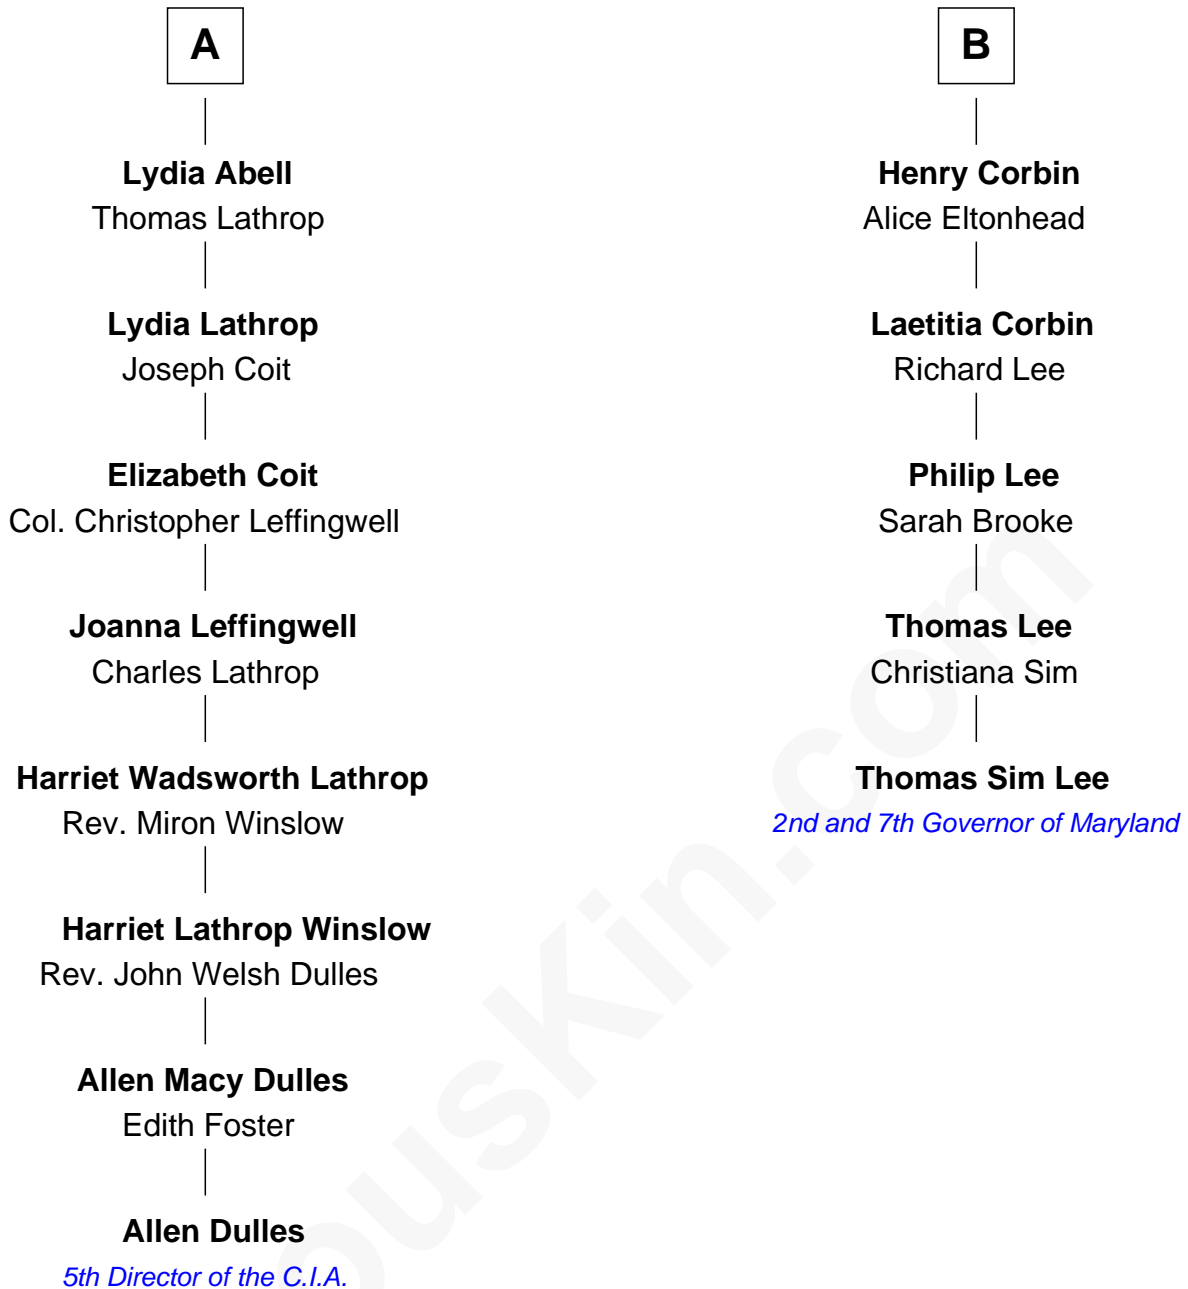 A
Lydia Abell
Thomas Lathrop
Lydia Lathrop
Joseph Coit
Elizabeth Coit
Col. Christopher Leffingwell
Joanna Leffingwell
Charles Lathrop
Harriet Wadsworth Lathrop
Rev. Miron Winslow
Harriet Lathrop Winslow
Rev. John Welsh Dulles
Allen Macy Dulles
Edith Foster
Allen Dulles
5th Director of the C.I.A.
B
Henry Corbin
Alice Eltonhead
Laetitia Corbin
Richard Lee
Philip Lee
Sarah Brooke
Thomas Lee
Christiana Sim
Thomas Sim Lee
2nd and 7th Governor of Maryland
ousKin.com